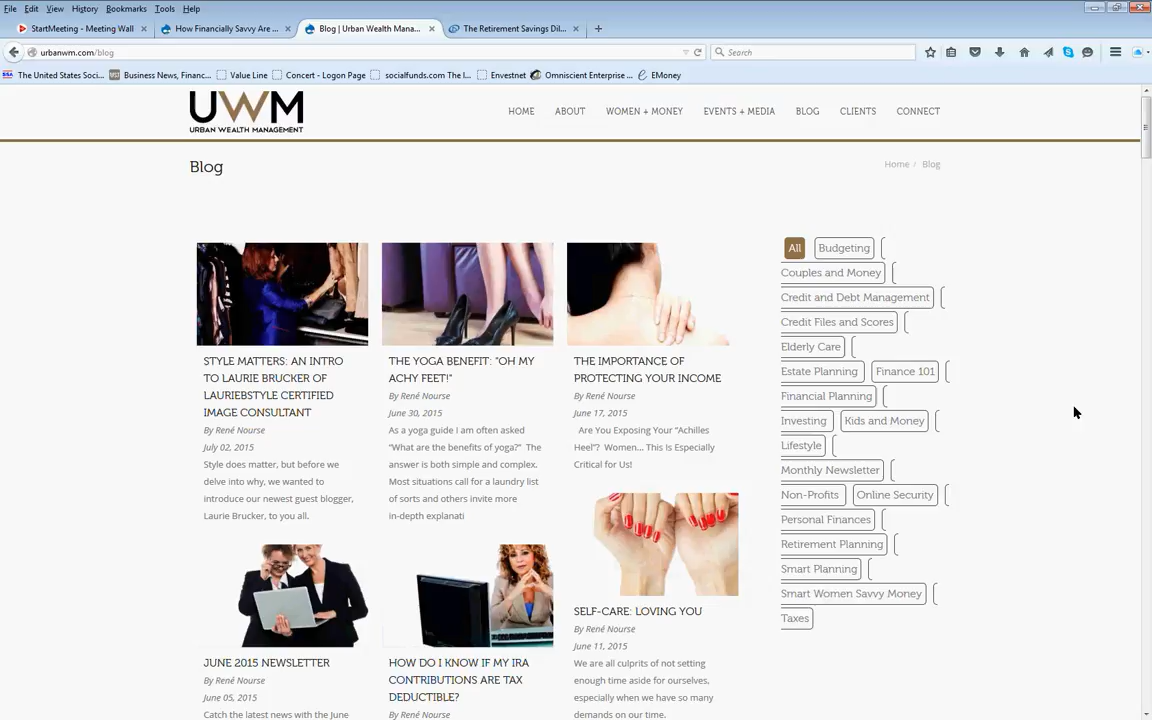 File Edit View History Bookmarks Tools Help
StartMeeting - Meeting Wall
How Financially Savvy Are ...
Blog | Urban Wealth Mana...
The Retirement Savings Dil...
urbanwm.com/blog
Search
The United States Soci...
Business News, Financ...
Value Line
Concert - Logon Page
socialfunds.com The l...
Envestnet
Omniscient Enterprise ...
EMoney
UWM
URBAN WEALTH MANAGEMENT
HOME ABOUT WOMEN + MONEY EVENTS + MEDIA BLOG CLIENTS CONNECT
Blog
Home / Blog
STYLE MATTERS: AN INTRO
TO LAURIE BRUCKER OF
LAURIEBSTYLE CERTIFIED
IMAGE CONSULTANT
By René Nourse
July 02, 2015
Style does matter, but before we
delve into why, we wanted to
introduce our newest guest blogger,
Laurie Brucker, to you all.
JUNE 2015 NEWSLETTER
By René Nourse
June 05, 2015
Catch the latest news with the June
THE YOGA BENEFIT: "OH MY
ACHY FEET!"
By René Nourse
June 30, 2015
As a yoga guide I am often asked
"What are the benefits of yoga?" The
answer is both simple and complex.
Most situations call for a laundry list
of sorts and others invite more
in-depth explanati
HOW DO I KNOW IF MY IRA
CONTRIBUTIONS ARE TAX
DEDUCTIBLE?
By René Nourse
THE IMPORTANCE OF
PROTECTING YOUR INCOME
By René Nourse
June 17, 2015
Are You Exposing Your "Achilles
Heel"? Women... This Is Especially
Critical for Us!
SELF-CARE: LOVING YOU
By René Nourse
June 11, 2015
We are all culprits of not setting
enough time aside for ourselves,
especially when we have so many
demands on our time.
All Budgeting
Couples and Money
Credit and Debt Management
Credit Files and Scores
Elderly Care
Estate Planning Finance 101
Financial Planning
Investing Kids and Money
Lifestyle
Monthly Newsletter
Non-Profits Online Security
Personal Finances
Retirement Planning
Smart Planning
Smart Women Savvy Money
Taxes